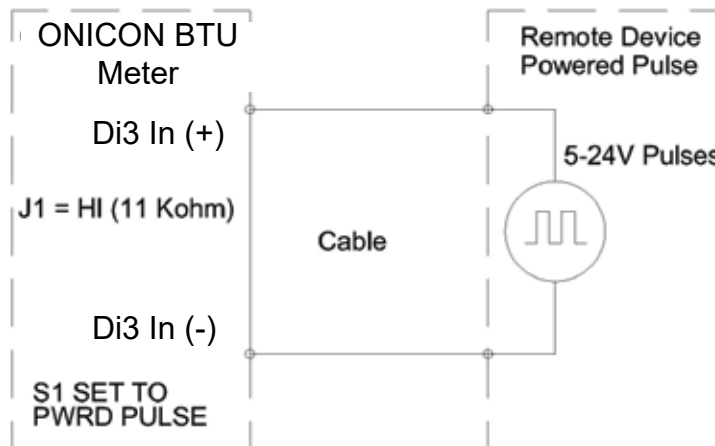 ONICON BTU
Meter
Di3 In (+)
J1 = HI (11 Kohm)
Di3 In (-)
S1 SET TO
PWRD PULSE
Cable
Remote Device
Powered Pulse
5-24V Pulses